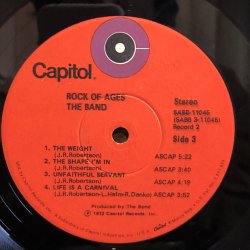 Capitol®
ROCK OF AGES
THE BAND
Stereo
SABB-11045
(SABB 3-11045)
Record 2
Side 3
1. THE WEIGHT
(J.R.Robertson) ASCAP 5:22
2. THE SHAPE I'M IN
(J.R.Robertson) ASCAP 3:40
3. UNFAITHFUL SERVANT
(J.R.Robertson) ASCAP 4:19
4. LIFE IS A CARNIVAL
(J.R.Robertson-L.Helm-R.Danko) ASCAP 3:52
Produced by The Band
℗ 1972 Capitol Records, Inc.